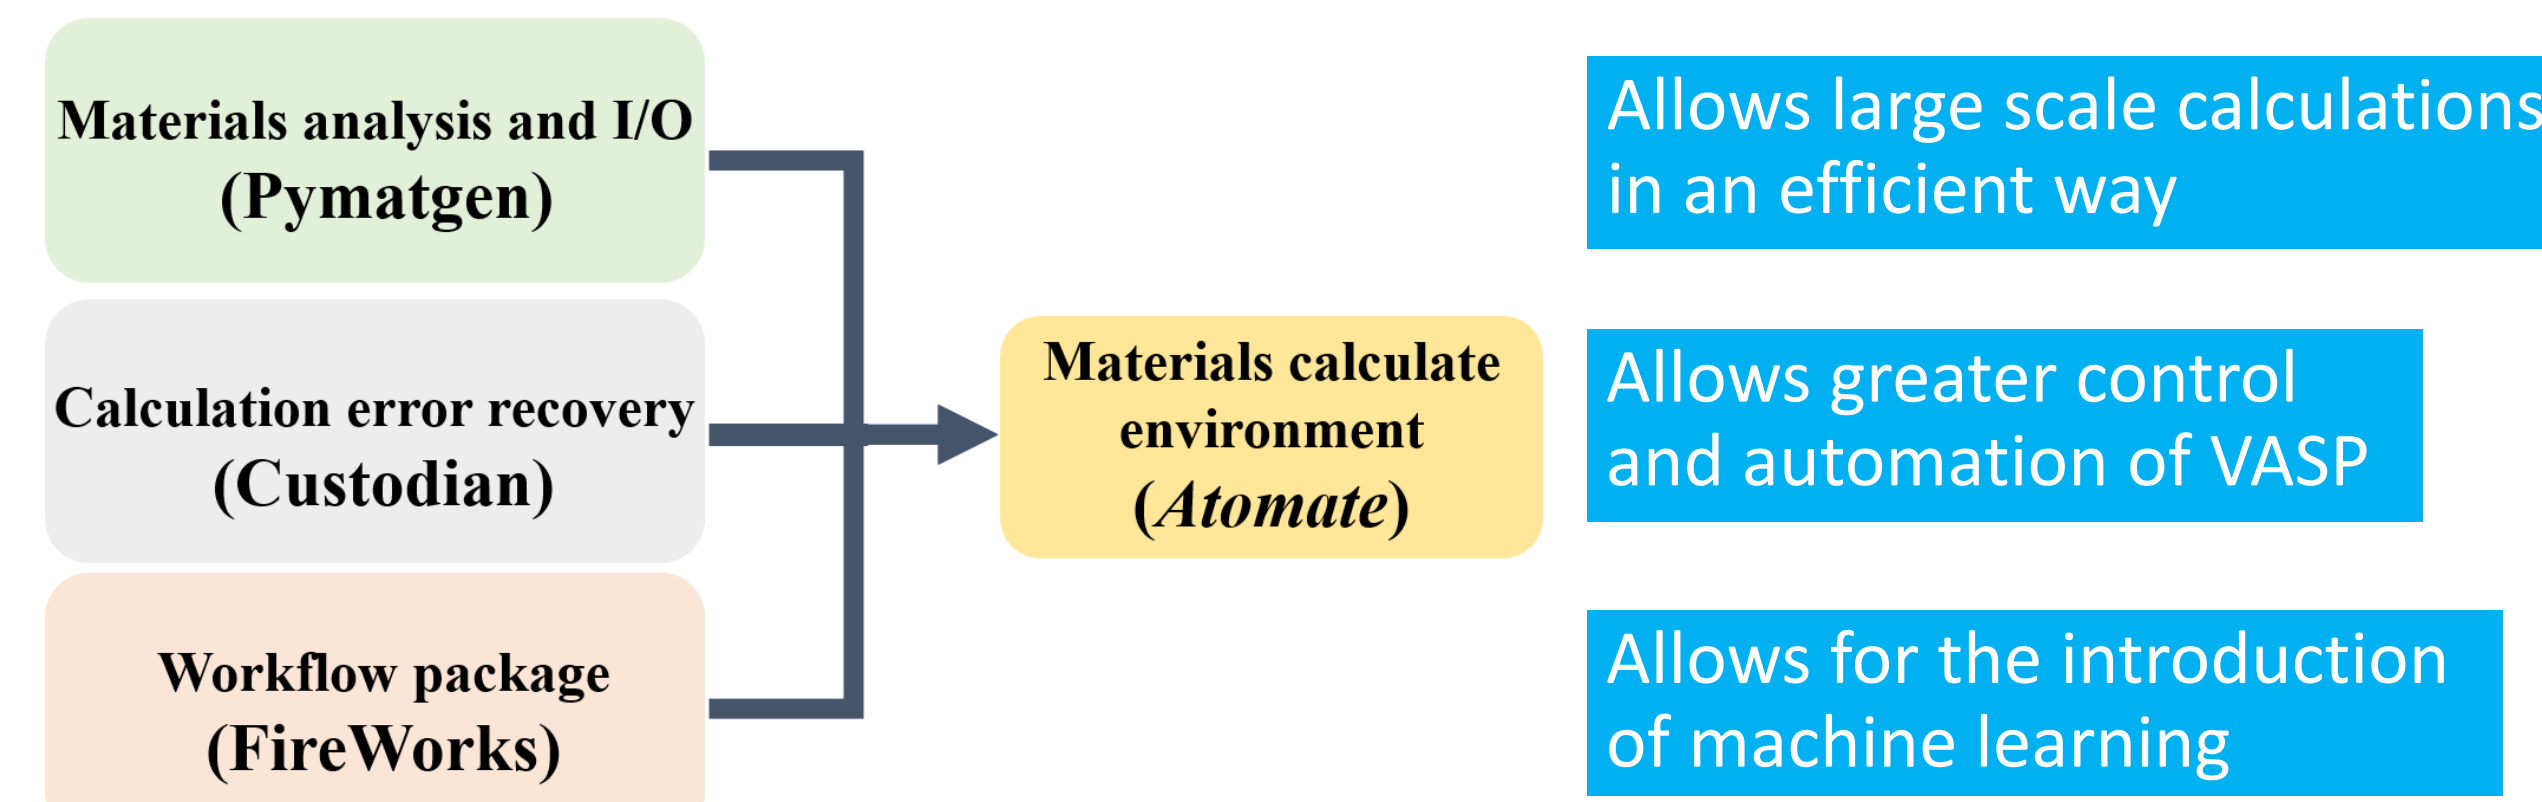 Materials analysis and I/O
(Pymatgen)
Calculation error recovery
(Custodian)
Workflow package
(FireWorks)
Materials calculate
environment
(Atomate)
Allows large scale calculations
in an efficient way
Allows greater control
and automation of VASP
Allows for the introduction
of machine learning